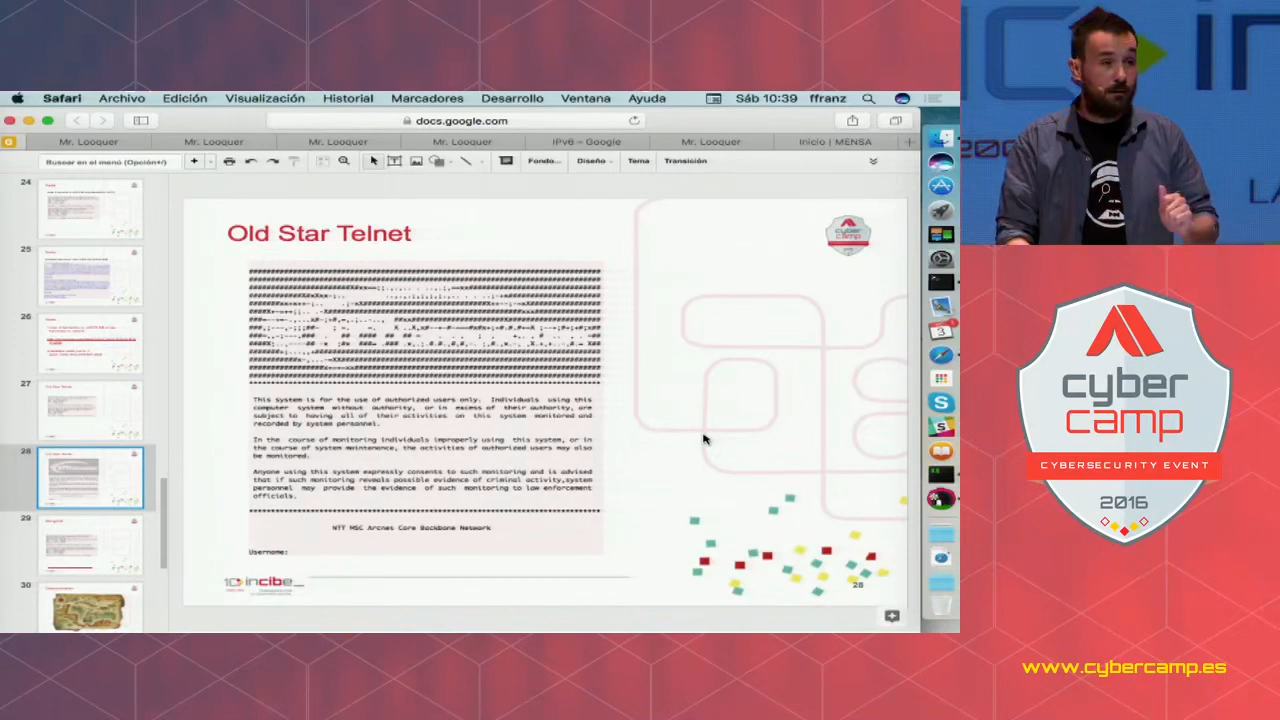 Safari Archivo Edición Visualización Historial Marcadores Desarrollo Ventana Ayuda Sáb 10:39 ffranz
docs.google.com
G Mr. Looquer Mr. Looquer Mr. Looquer Mr. Looquer IPv6 – Google Mr. Looquer Inicio | MENSA
Buscar en el menú (Opción+/) Fondo... Diseño Tema Transición
24
25
26
27
28
29
30
Old Star Telnet
This system is for the use of authorized users only. Individuals using this
computer system without authority, or in excess of their authority, are
subject to having all of their activities on this system monitored and
recorded by system personnel.
In the course of monitoring individuals improperly using this system, or in
the course of system maintenance, the activities of authorized users may also
be monitored.
Anyone using this system expressly consents to such monitoring and is advised
that if such monitoring reveals possible evidence of criminal activity,system
personnel may provide the evidence of such monitoring to law enforcement
officials.
NTT MSC Arcnet Core Backbone Network
Username:
incibe_
28
cyber
camp
3
cyber
camp
CYBERSECURITY EVENT
2016
www.cybercamp.es